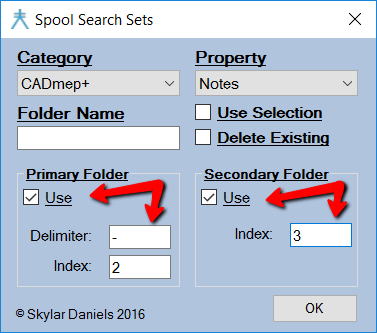 Spool Search Sets
Category Property
CADmep+ Notes
Folder Name Use Selection
Delete Existing
Primary Folder Secondary Folder
Use Use
Delimiter: - Index: 3
Index: 2
© Skylar Daniels 2016 OK